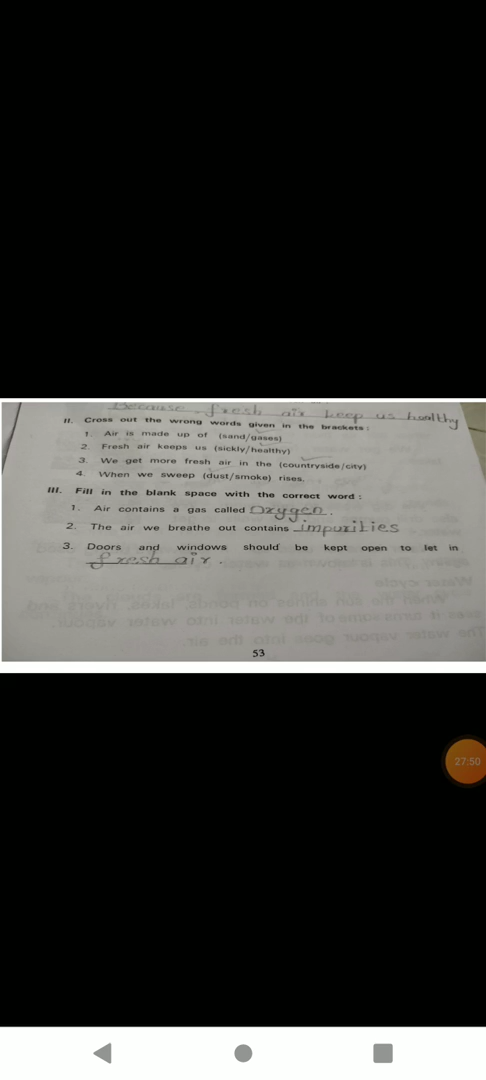 Because fresh air keep us healthy
II. Cross out the wrong words given in the brackets :
1. Air is made up of (sand/gases)
2. Fresh air keeps us (sickly/healthy)
3. We get more fresh air in the (countryside/city)
4. When we sweep (dust/smoke) rises.
III. Fill in the blank space with the correct word :
1. Air contains a gas called Oxygen.
2. The air we breathe out contains impurities
3. Doors and windows should be kept open to let in
fresh air.
53
27:50